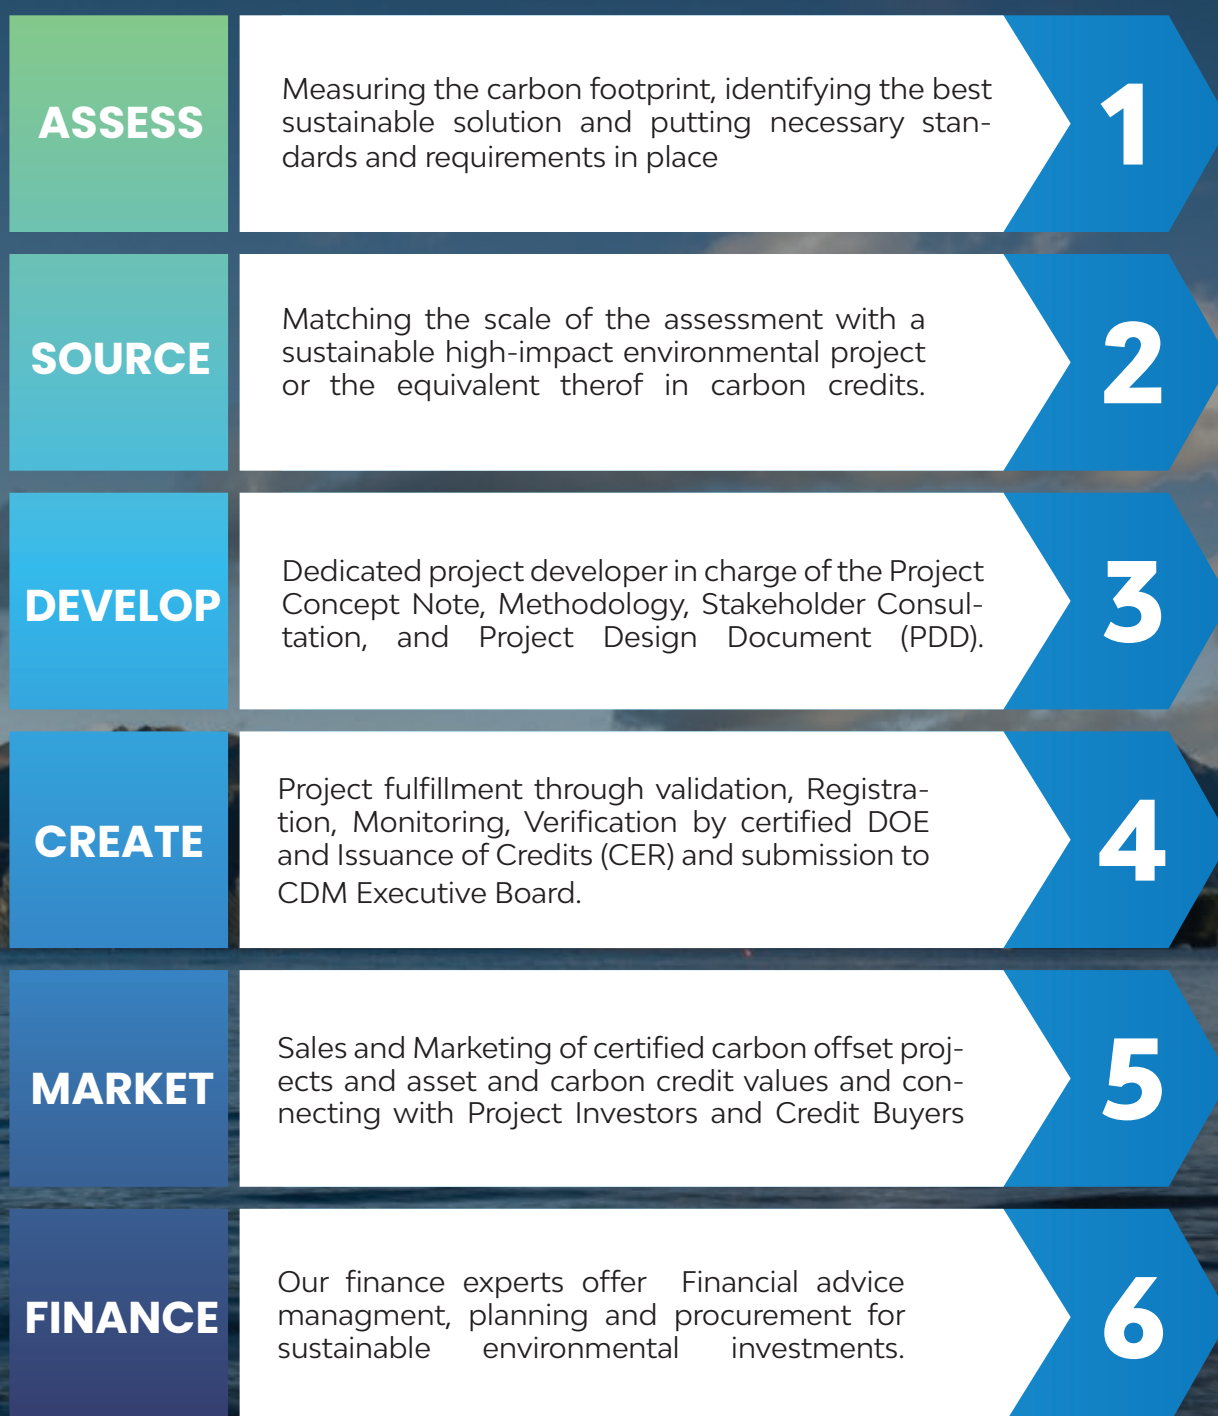 ASSESS
Measuring the carbon footprint, identifying the best
sustainable solution and putting necessary stan-
dards and requirements in place
1
SOURCE
Matching the scale of the assessment with a
sustainable high-impact environmental project
or the equivalent therof in carbon credits.
2
DEVELOP
Dedicated project developer in charge of the Project
Concept Note, Methodology, Stakeholder Consul-
tation, and Project Design Document (PDD).
3
CREATE
Project fulfillment through validation, Registra-
tion, Monitoring, Verification by certified DOE
and Issuance of Credits (CER) and submission to
CDM Executive Board.
4
MARKET
Sales and Marketing of certified carbon offset proj-
ects and asset and carbon credit values and con-
necting with Project Investors and Credit Buyers
5
FINANCE
Our finance experts offer Financial advice
managment, planning and procurement for
sustainable environmental investments.
6